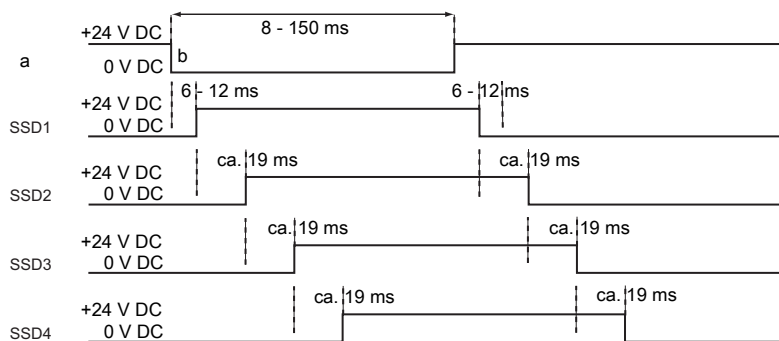 8 - 150 ms
+24 V DC
a
b
0 V DC
6 - 12 ms
6 - 12 ms
+24 V DC
SSD1
0 V DC
ca. 19 ms
ca. 19 ms
+24 V DC
SSD2
0 V DC
ca. 19 ms
ca. 19 ms
+24 V DC
SSD3
0 V DC
ca. 19 ms
ca. 19 ms
+24 V DC
SSD4
0 V DC